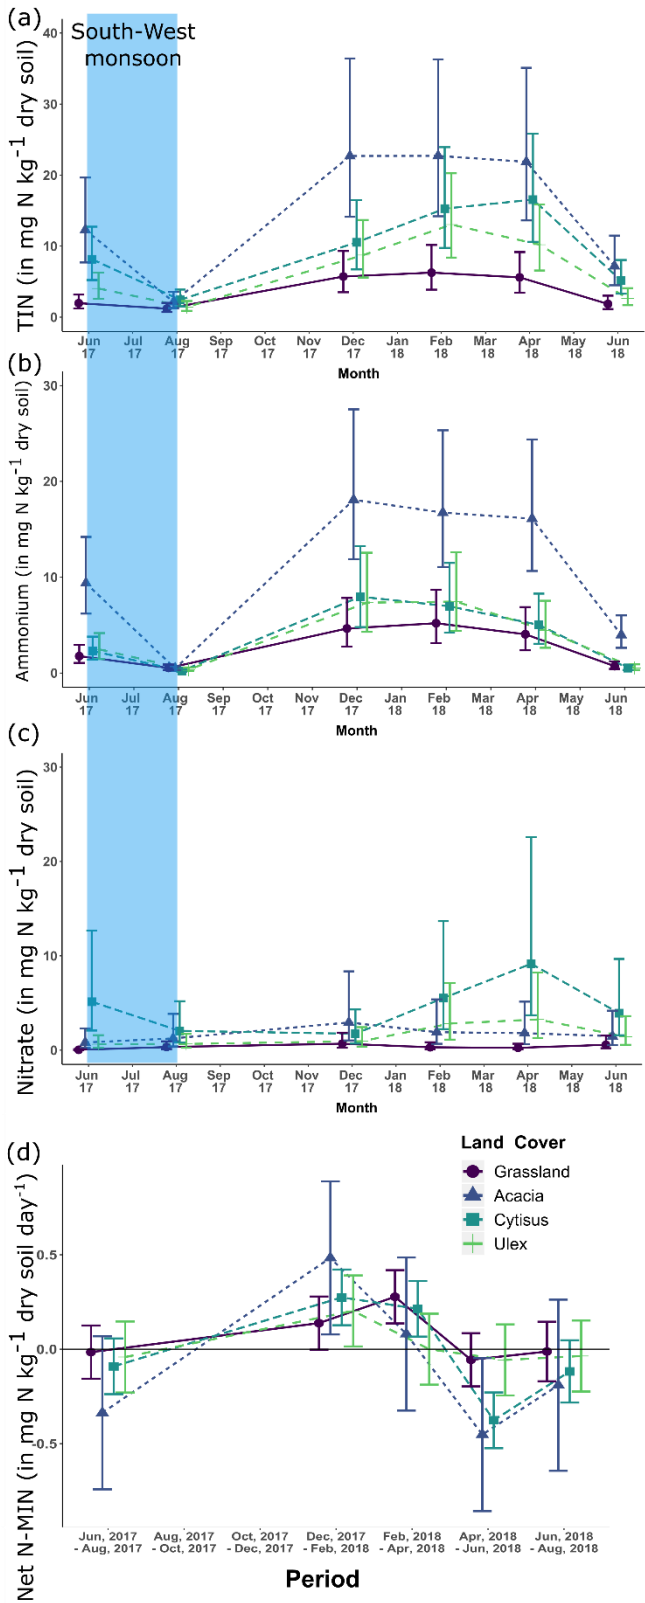 (a)
South-West
monsoon
TIN (in mg N kg⁻¹ dry soil)
40
30
20
10
0
Jun Jul Aug Sep Oct Nov Dec Jan Feb Mar Apr May Jun
17 17 17 17 17 17 17 18 18 18 18 18 18
Month
(b)
Ammonium (in mg N kg⁻¹ dry soil)
30
20
10
0
Jun Jul Aug Sep Oct Nov Dec Jan Feb Mar Apr May Jun
17 17 17 17 17 17 17 18 18 18 18 18 18
Month
(c)
Nitrate (in mg N kg⁻¹ dry soil)
30
20
10
0
Jun Jul Aug Sep Oct Nov Dec Jan Feb Mar Apr May Jun
17 17 17 17 17 17 17 18 18 18 18 18 18
Month
(d)
Land Cover
Grassland
Acacia
Cytisus
Ulex
Net N-MIN (in mg N kg⁻¹ dry soil day⁻¹)
0.5
0.0
-0.5
Jun, 2017 Aug, 2017 Oct, 2017 Dec, 2017 Feb, 2018 Apr, 2018 Jun, 2018
- Aug, 2017 - Oct, 2017 - Dec, 2017 - Feb, 2018 - Apr, 2018 - Jun, 2018 - Aug, 2018
Period